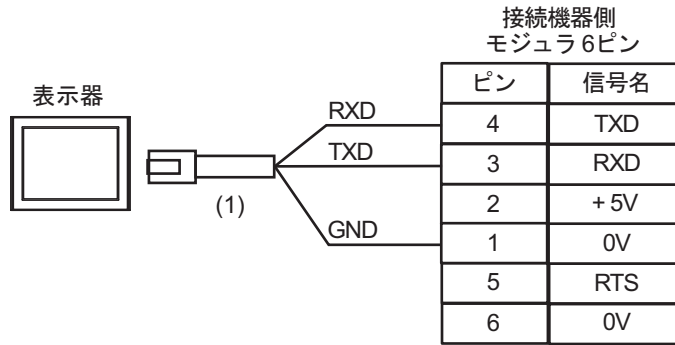 接続機器側
モジュラ 6ピン
表示器
ピン 信号名
RXD 4 TXD
TXD 3 RXD
(1) 2 + 5V
GND 1 0V
5 RTS
6 0V